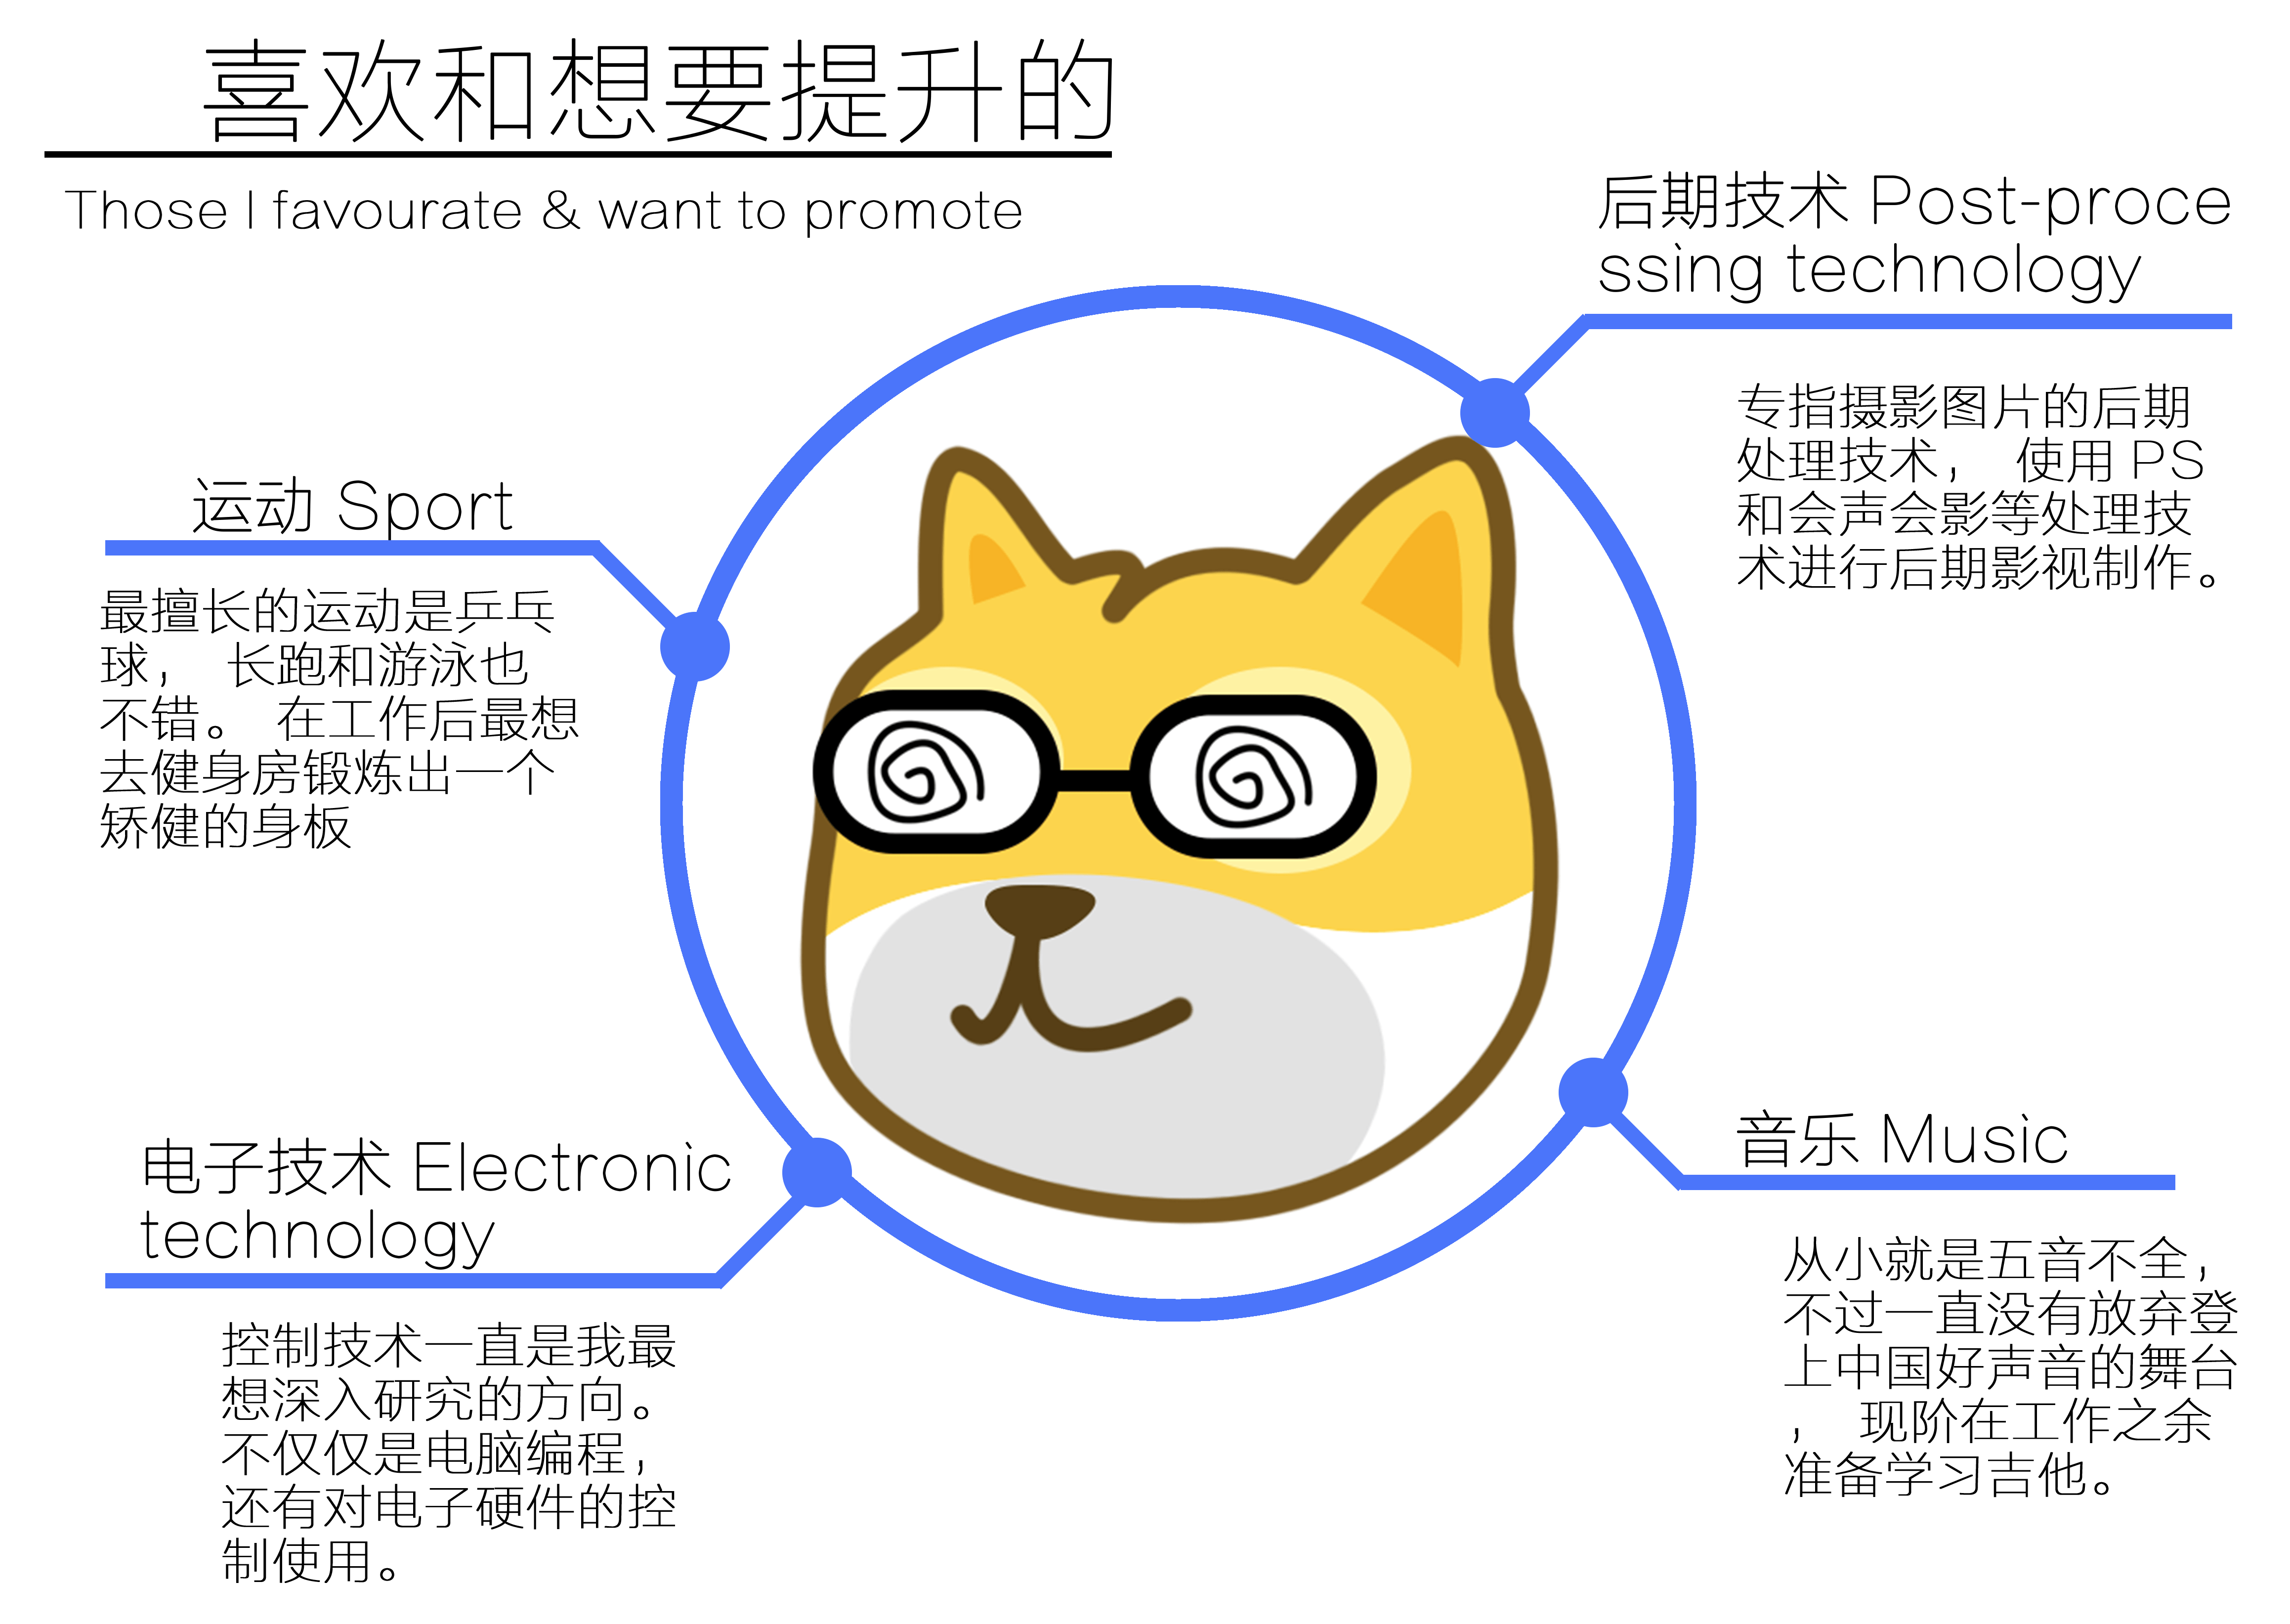 喜欢和想要提升的
Those I favourate & want to promote
后期技术 Post-proce
ssing technology
专指摄影图片的后期
处理技术， 使用 PS
和会声会影等处理技
术进行后期影视制作。
运动 Sport
最擅长的运动是乒乓
球， 长跑和游泳也
不错。 在工作后最想
去健身房锻炼出一个
矫健的身板
电子技术 Electronic
technology
控制技术一直是我最
想深入研究的方向。
不仅仅是电脑编程，
还有对电子硬件的控
制使用。
音乐 Music
从小就是五音不全，
不过一直没有放弃登
上中国好声音的舞台
， 现阶在工作之余
准备学习吉他。